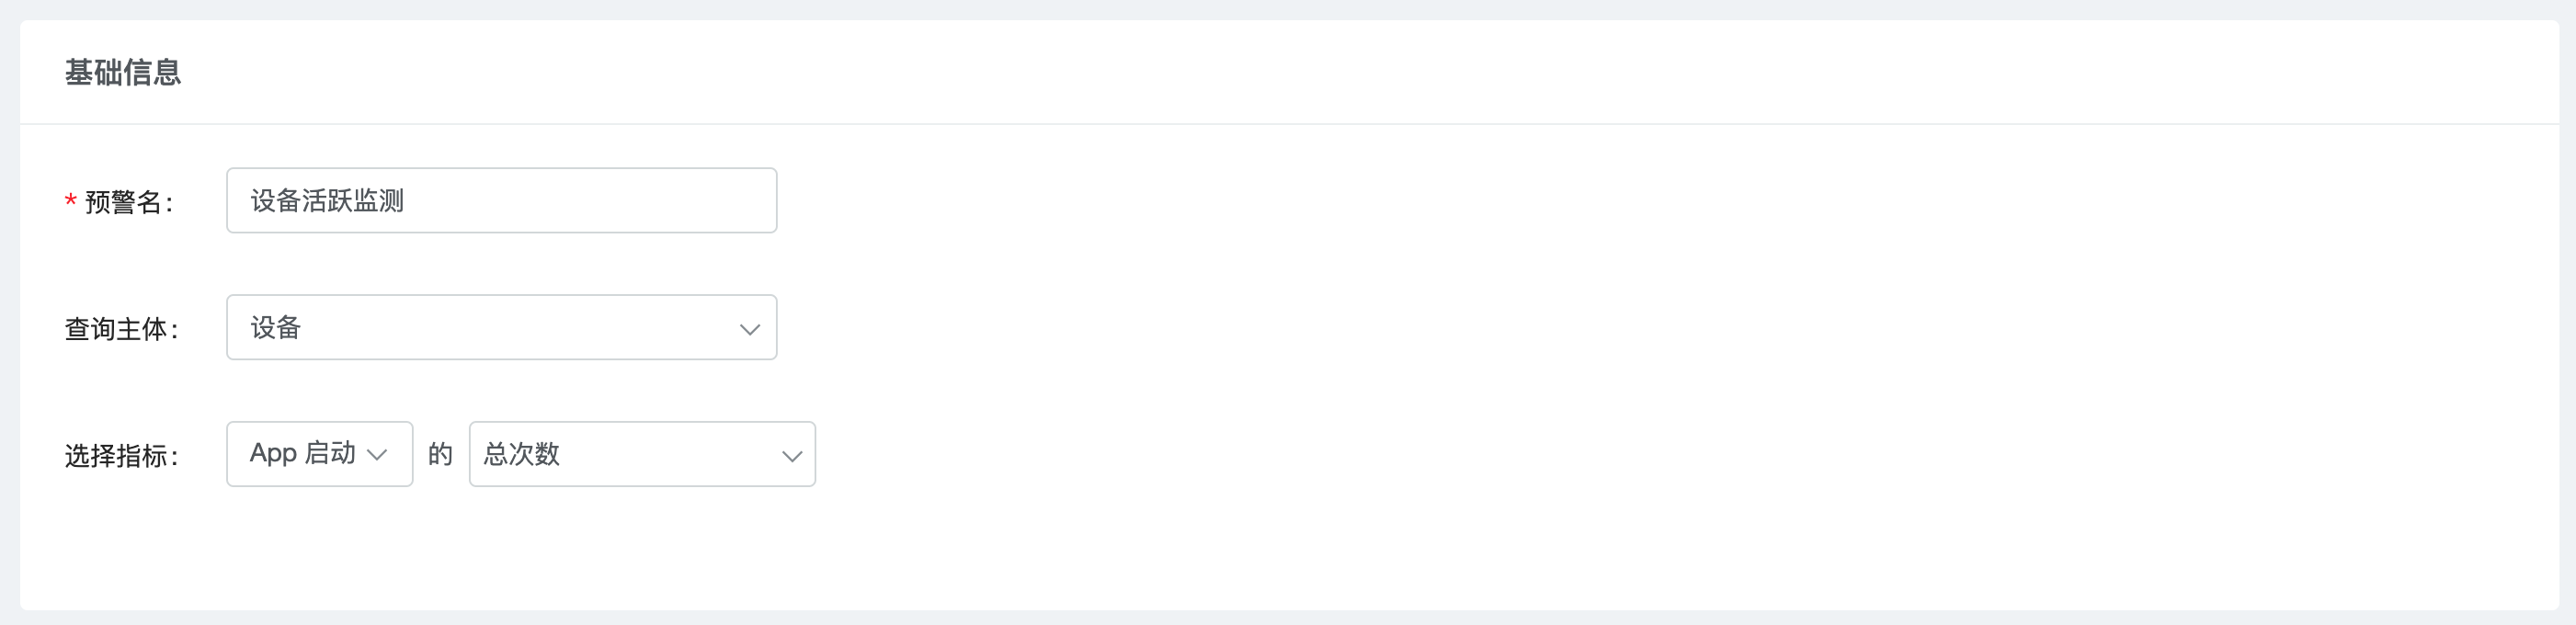 基础信息
* 预警名： 设备活跃监测
查询主体： 设备
选择指标： App 启动 的 总次数